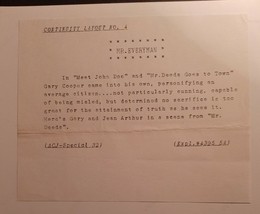 CONTINUITY LAYOUT NO. 4
* * * * * * * *
"MR. EVERYMAN
* * * * * * * *
In "Meet John Doe" and "Mr. Deeds Goes to Town"
Gary Cooper came into his own, personifying an
average citizen...not particularly cunning, capable
of being misled, but determined no sacrifice is too
great for the attainment of truth as he sees it.
Here's Gary and Jean Arthur in a scene from "Mr.
Deeds".